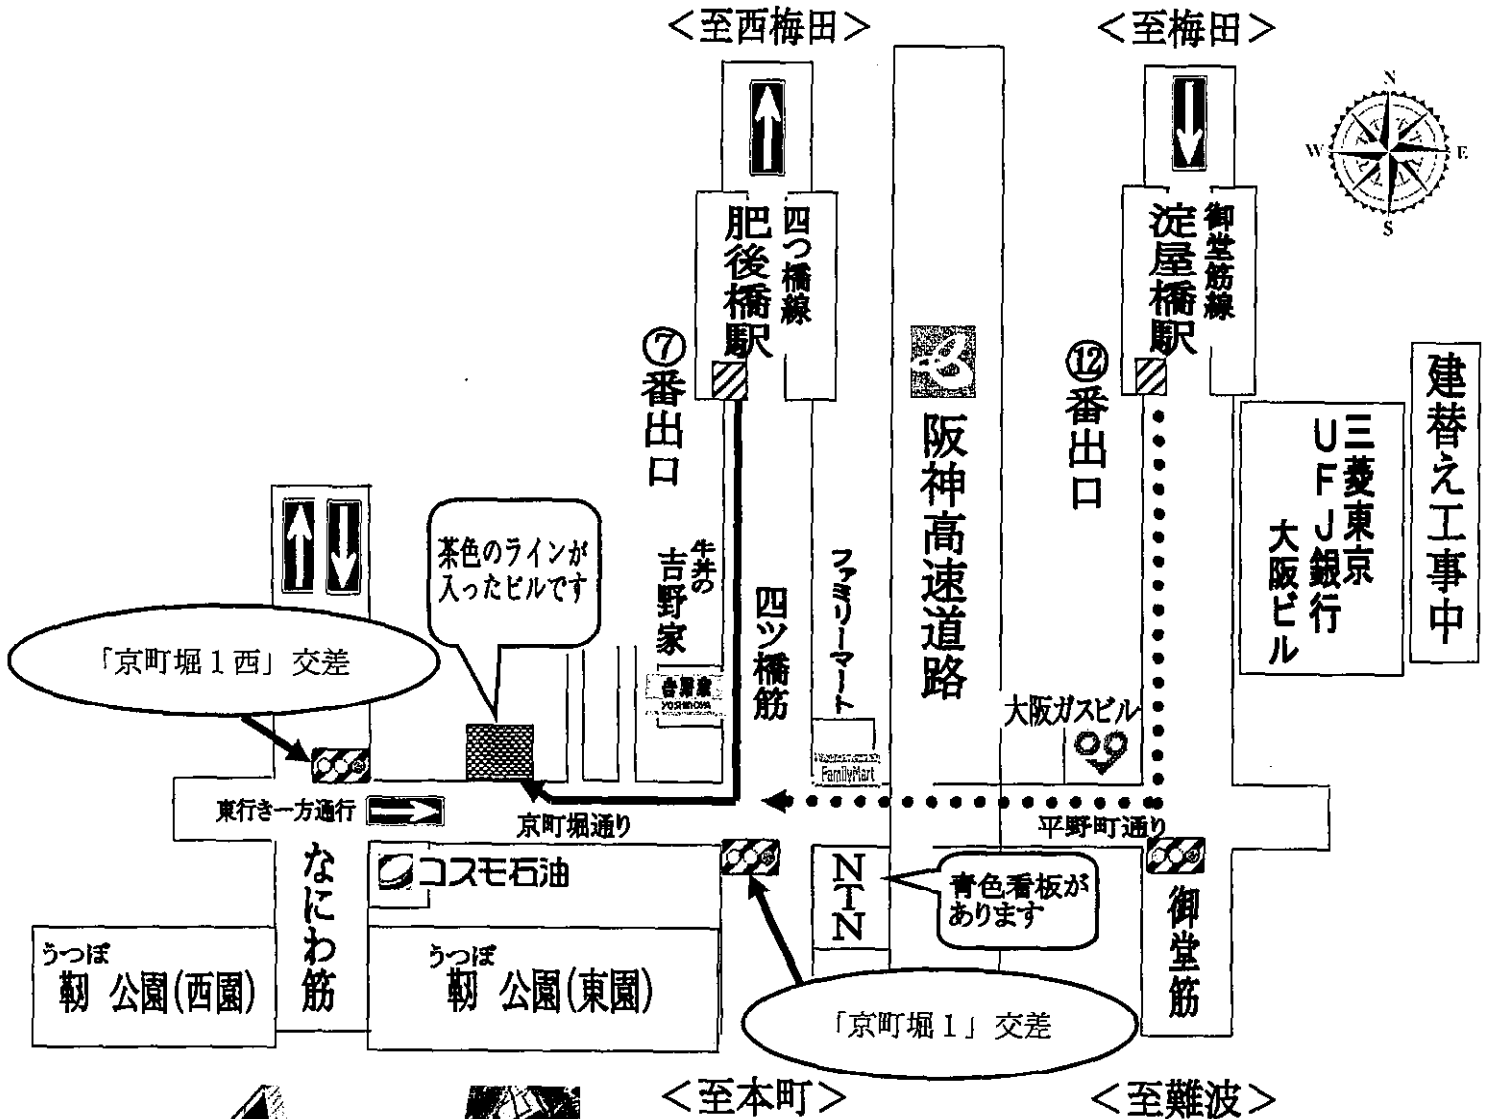 <至西梅田>
<至梅田>
N
W
E
S
四つ橋線
肥後橋駅
御堂筋線
淀屋橋駅
⑦番出口
⑫番出口
建替え工事中
三菱東京
UFJ銀行
大阪ビル
阪神高速道路
茶色のラインが
入ったビルです
牛丼の
吉野家
吉野家
YOSHINOYA
四ツ橋筋
ファミリーマート
FamilyMart
大阪ガスビル
「京町堀1西」交差
東行き一方通行
京町堀通り
平野町通り
コスモ石油
なにわ筋
NTN
青色看板が
あります
御堂筋
うつぼ
靭 公園(西園)
うつぼ
靭 公園(東園)
「京町堀1」交差
<至本町>
<至難波>